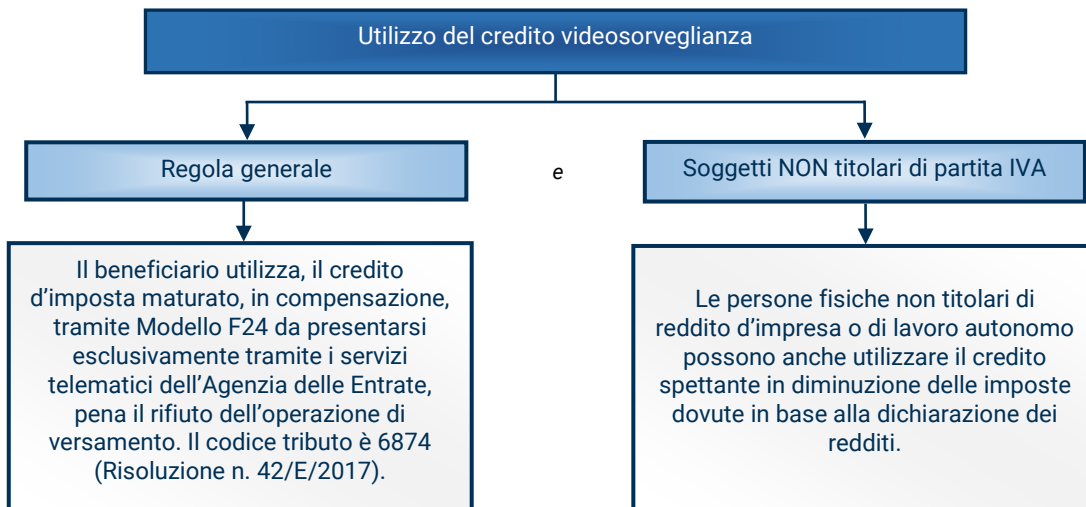 Utilizzo del credito videosorveglianza
Regola generale
e
Soggetti NON titolari di partita IVA
Il beneficiario utilizza, il credito
d’imposta maturato, in compensazione,
tramite Modello F24 da presentarsi
esclusivamente tramite i servizi
telematici dell’Agenzia delle Entrate,
pena il rifiuto dell’operazione di
versamento. Il codice tributo è 6874
(Risoluzione n. 42/E/2017).
Le persone fisiche non titolari di
reddito d’impresa o di lavoro autonomo
possono anche utilizzare il credito
spettante in diminuzione delle imposte
dovute in base alla dichiarazione dei
redditi.